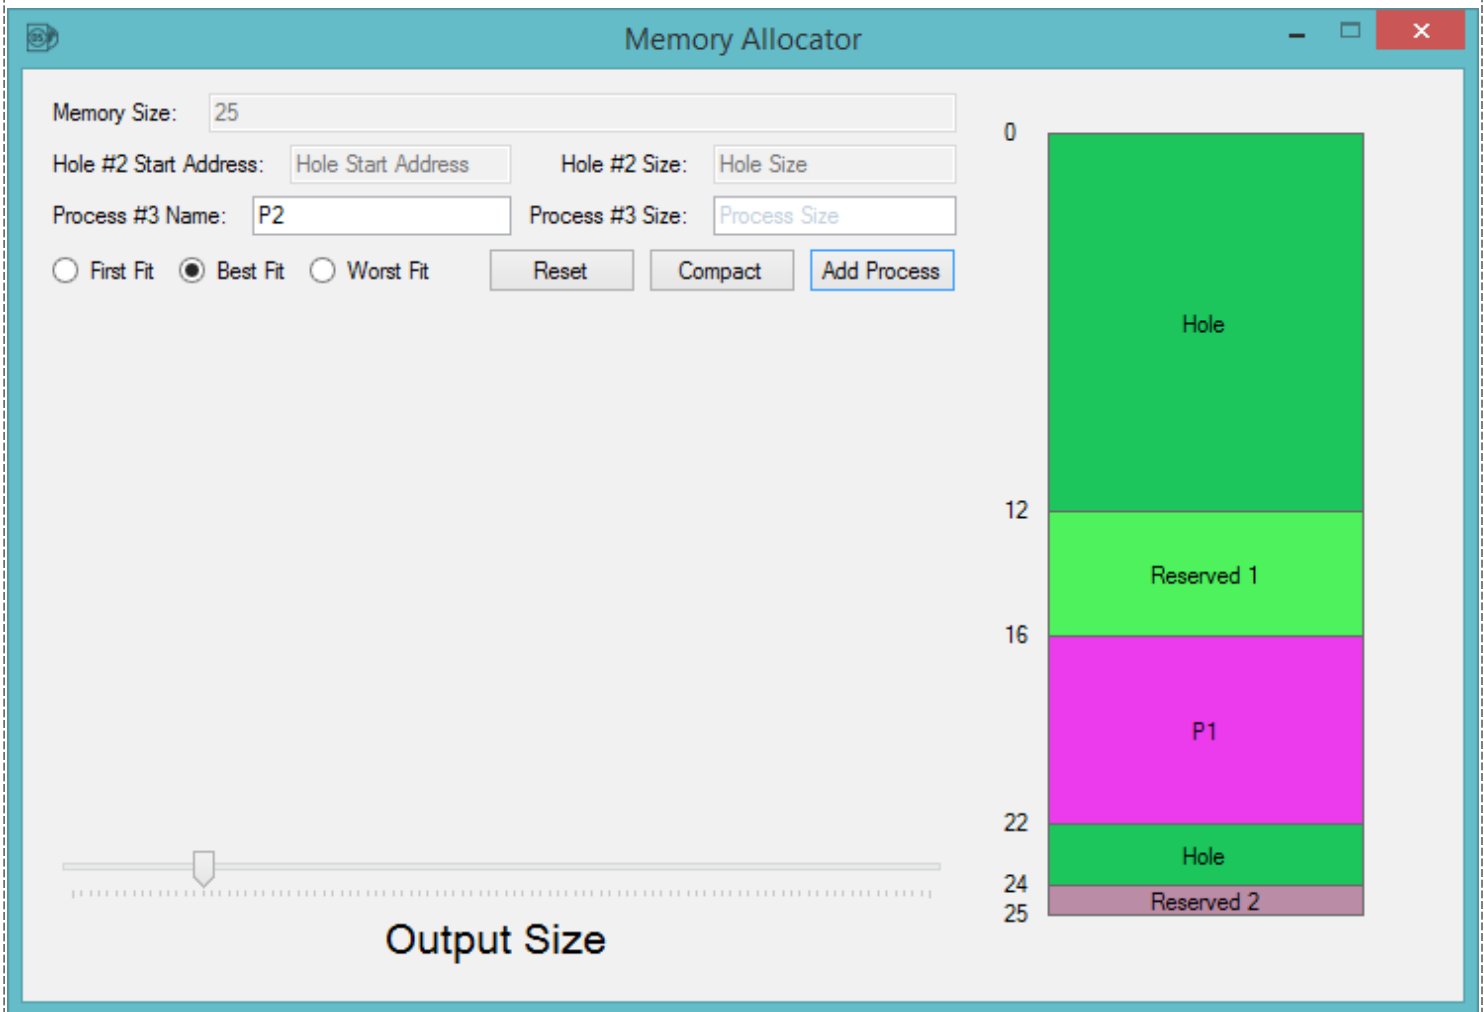 Memory Allocator
Memory Size: 25
Hole #2 Start Address: Hole Start Address Hole #2 Size: Hole Size
Process #3 Name: P2 Process #3 Size: Process Size
First Fit Best Fit Worst Fit Reset Compact Add Process
Output Size
0
Hole
12
Reserved 1
16
P1
22
Hole
24
Reserved 2
25